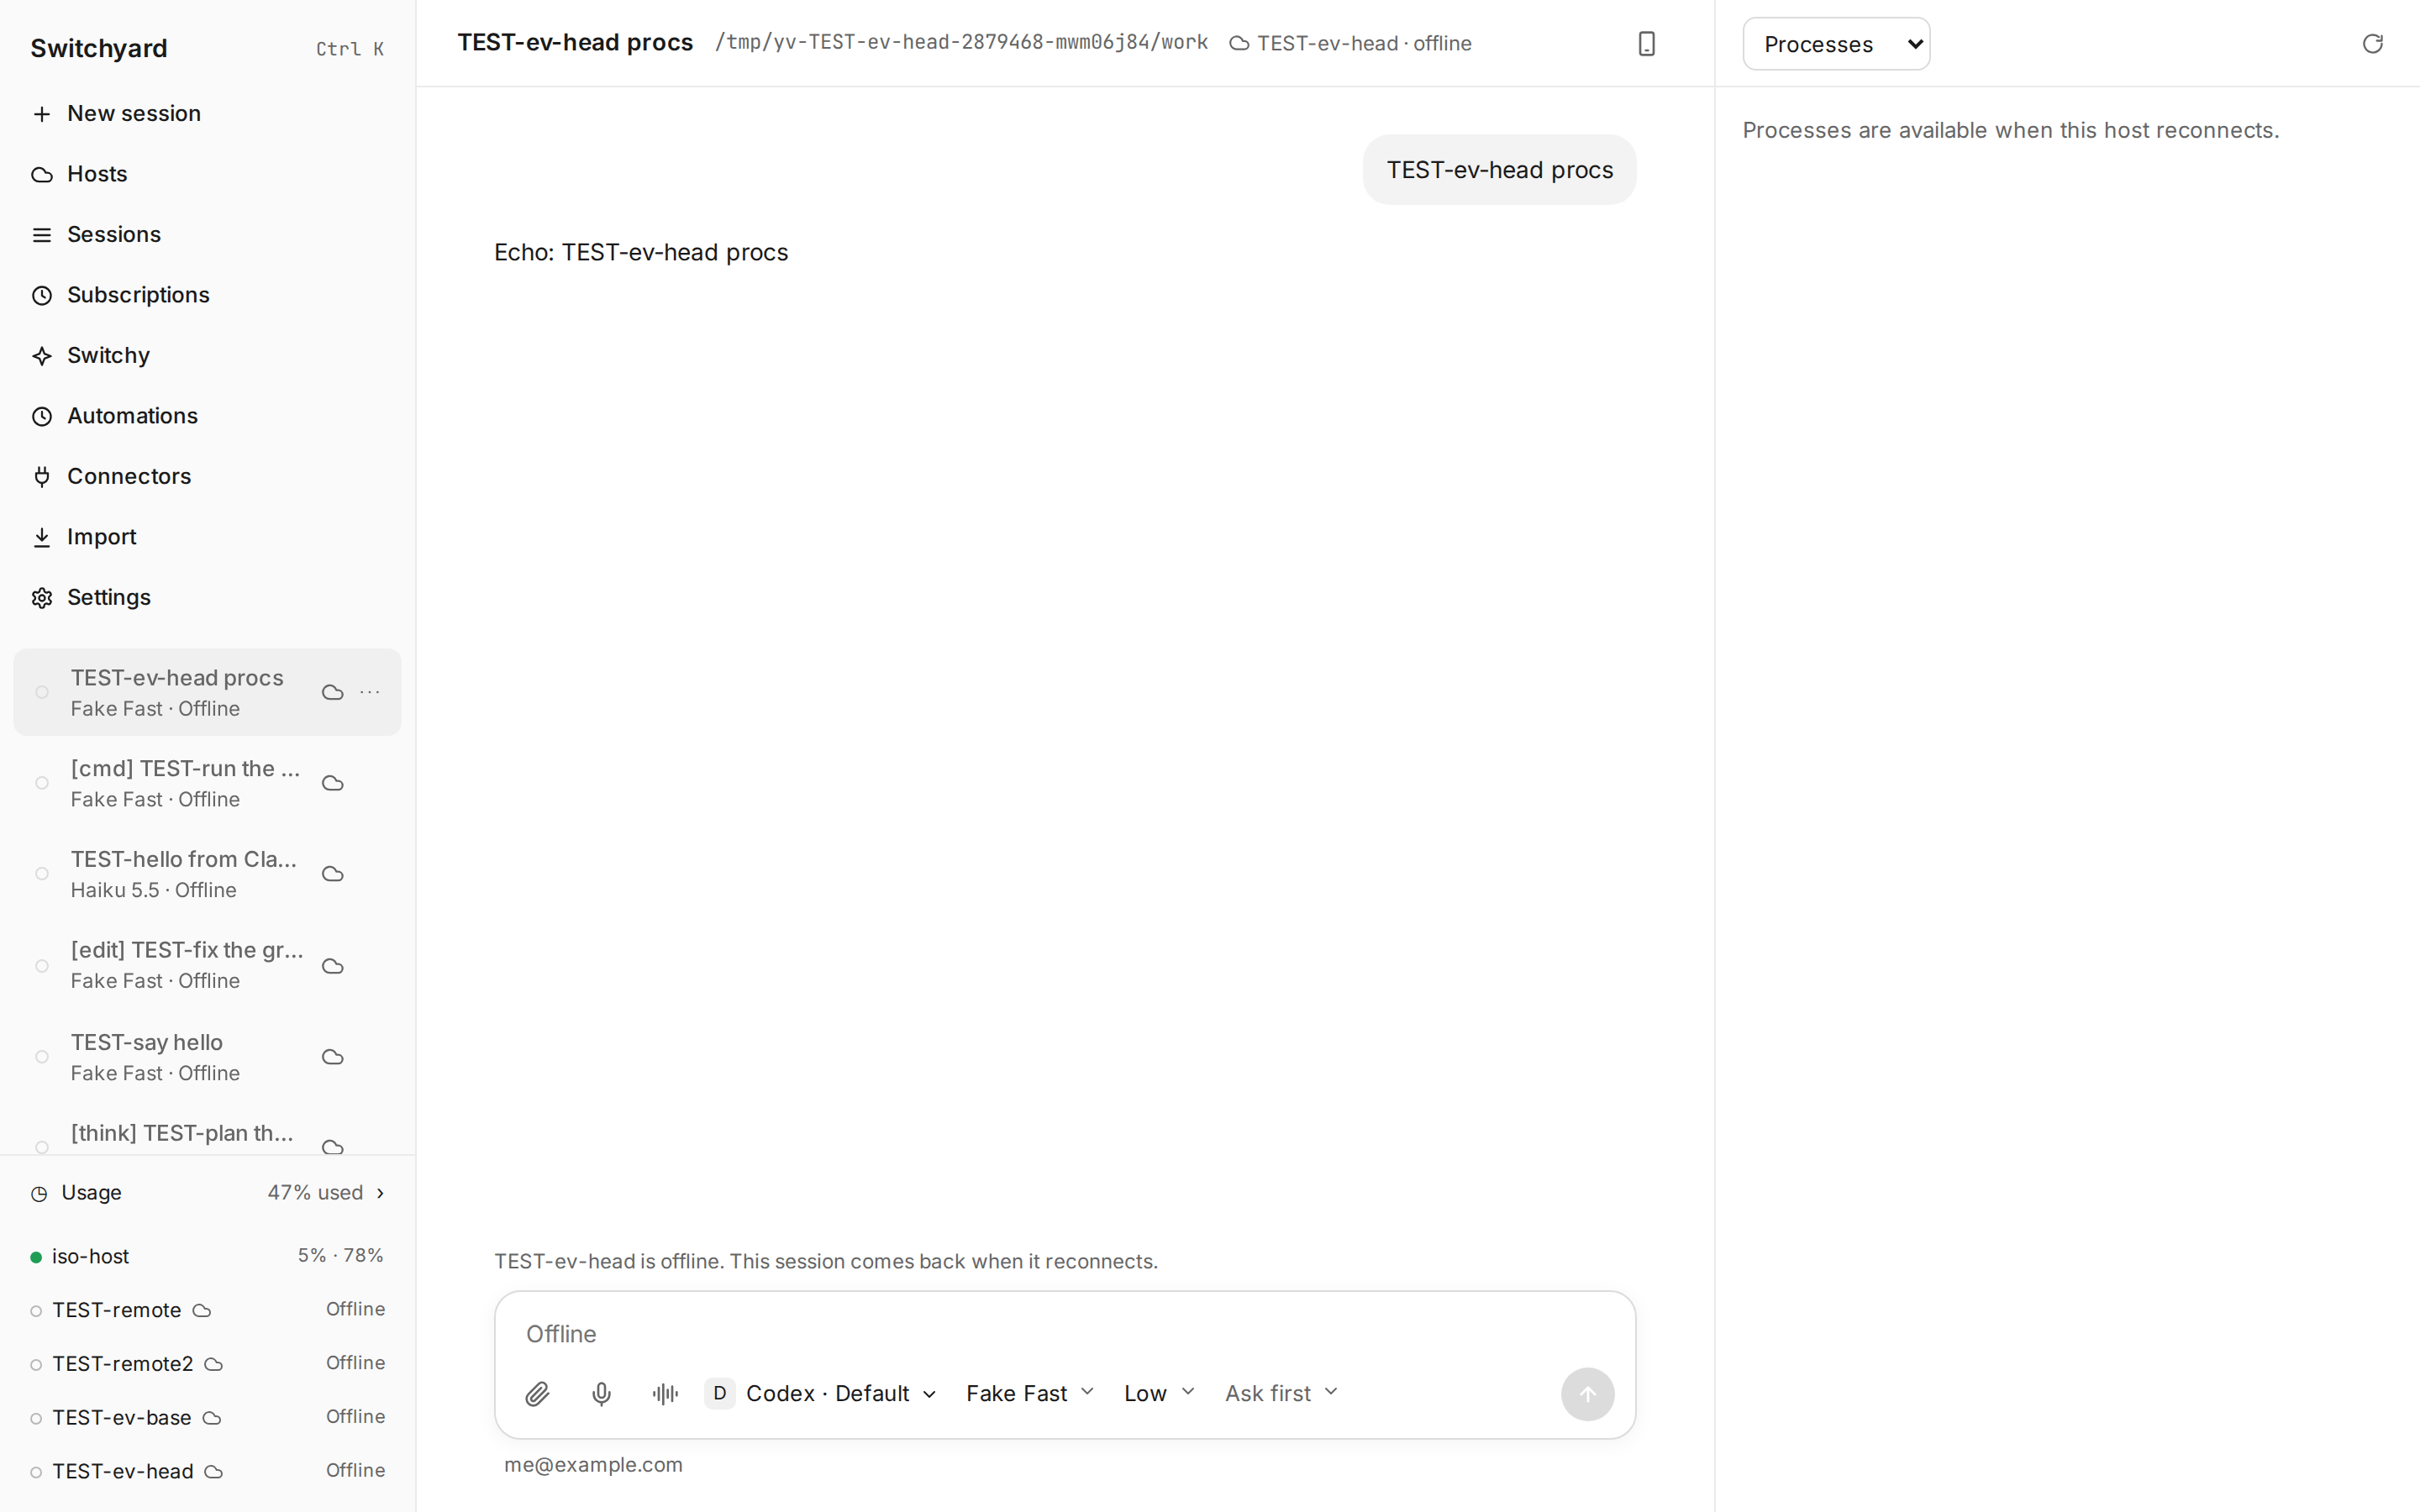 Switchyard
Ctrl K
New session
Hosts
Sessions
Subscriptions
Switchy
Automations
Connectors
Import
Settings
TEST-ev-head procs
Fake Fast · Offline
[cmd] TEST-run the ...
Fake Fast · Offline
TEST-hello from Cla...
Haiku 5.5 · Offline
[edit] TEST-fix the gr...
Fake Fast · Offline
TEST-say hello
Fake Fast · Offline
[think] TEST-plan th...
Usage
47% used
iso-host
5% · 78%
TEST-remote
Offline
TEST-remote2
Offline
TEST-ev-base
Offline
TEST-ev-head
Offline
TEST-ev-head procs
/tmp/yv-TEST-ev-head-2879468-mwm06j84/work
TEST-ev-head · offline
TEST-ev-head procs
Echo: TEST-ev-head procs
TEST-ev-head is offline. This session comes back when it reconnects.
Offline
D Codex · Default
Fake Fast
Low
Ask first
me@example.com
Processes
Processes are available when this host reconnects.